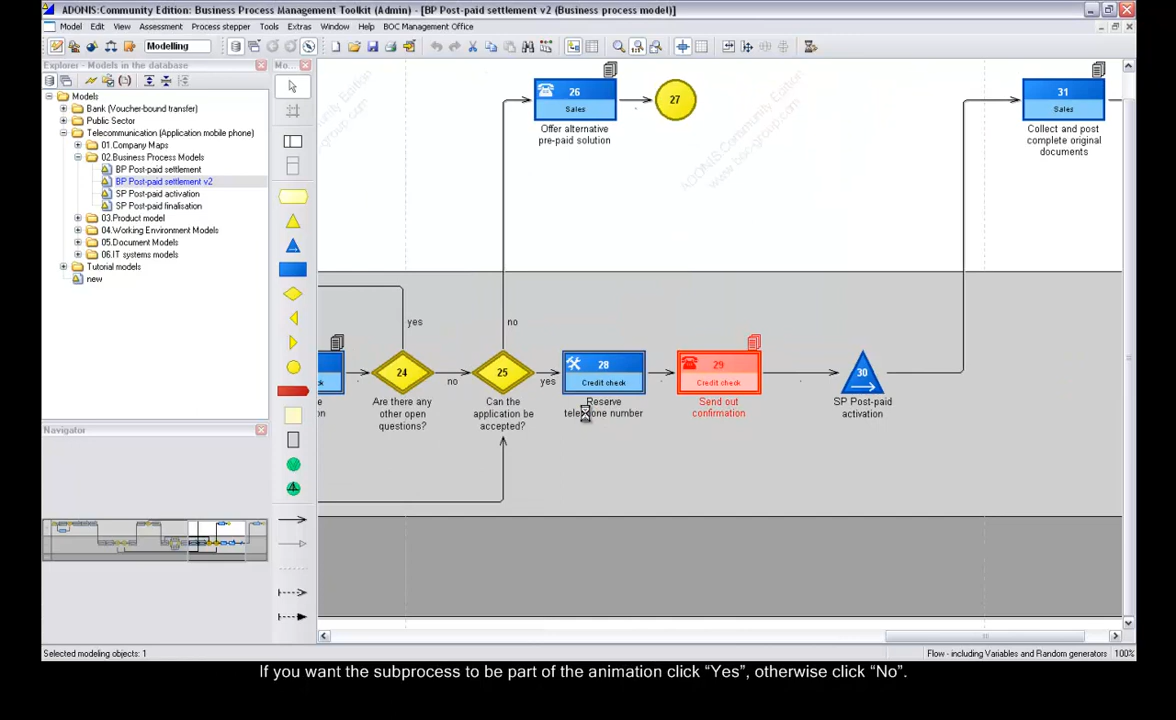 ADONIS:Community Edition: Business Process Management Toolkit (Admin) - [BP Post-paid settlement v2 (Business process model)]
Model Edit View Assessment Process stepper Tools Extras Window Help BOC Management Office
Modelling
Explorer - Models in the database
Mo...
Models
Bank (Voucher-bound transfer)
Public Sector
Telecommunication (Application mobile phone)
01.Company Maps
02.Business Process Models
BP Post-paid settlement
BP Post-paid settlement v2
SP Post-paid activation
SP Post-paid finalisation
03.Product model
04.Working Environment Models
05.Document Models
06.IT systems models
Tutorial models
new
Navigator
ADONIS:Community Edition
www.boc-group.com
26
Sales
Offer alternative
pre-paid solution
27
31
Sales
Collect and post
complete original
documents
yes
no
24
no
25
yes
28
Credit check
29
Credit check
30
Are there any
other open
questions?
Can the
application be
accepted?
Reserve
telephone number
Send out
confirmation
SP Post-paid
activation
Selected modeling objects: 1
Flow - including Variables and Random generators
100%
If you want the subprocess to be part of the animation click “Yes”, otherwise click “No”.